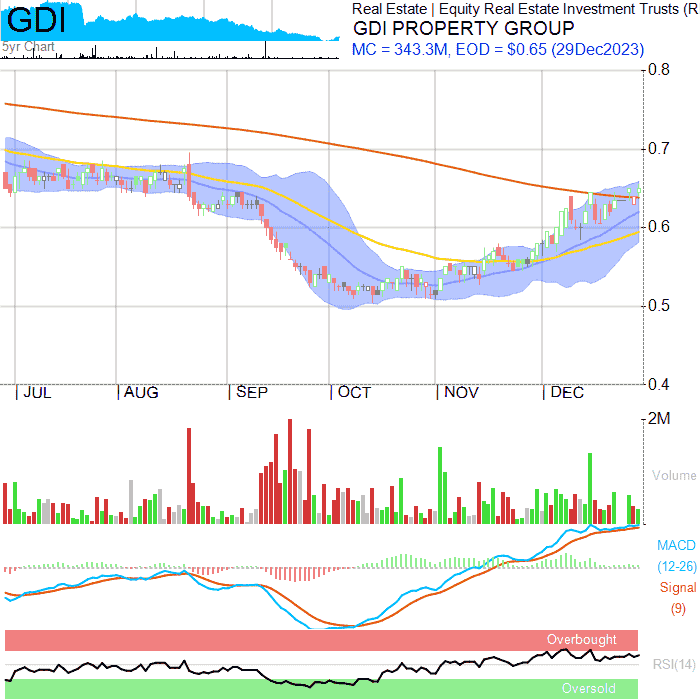 GDI
5yr Chart
Real Estate | Equity Real Estate Investment Trusts (R
GDI PROPERTY GROUP
MC = 343.3M, EOD = $0.65 (29Dec2023)
0.8
0.7
0.6
0.5
0.4
JUL AUG SEP OCT NOV DEC
2M
Volume
MACD
(12-26)
Signal
(9)
Overbought
RSI(14)
Oversold